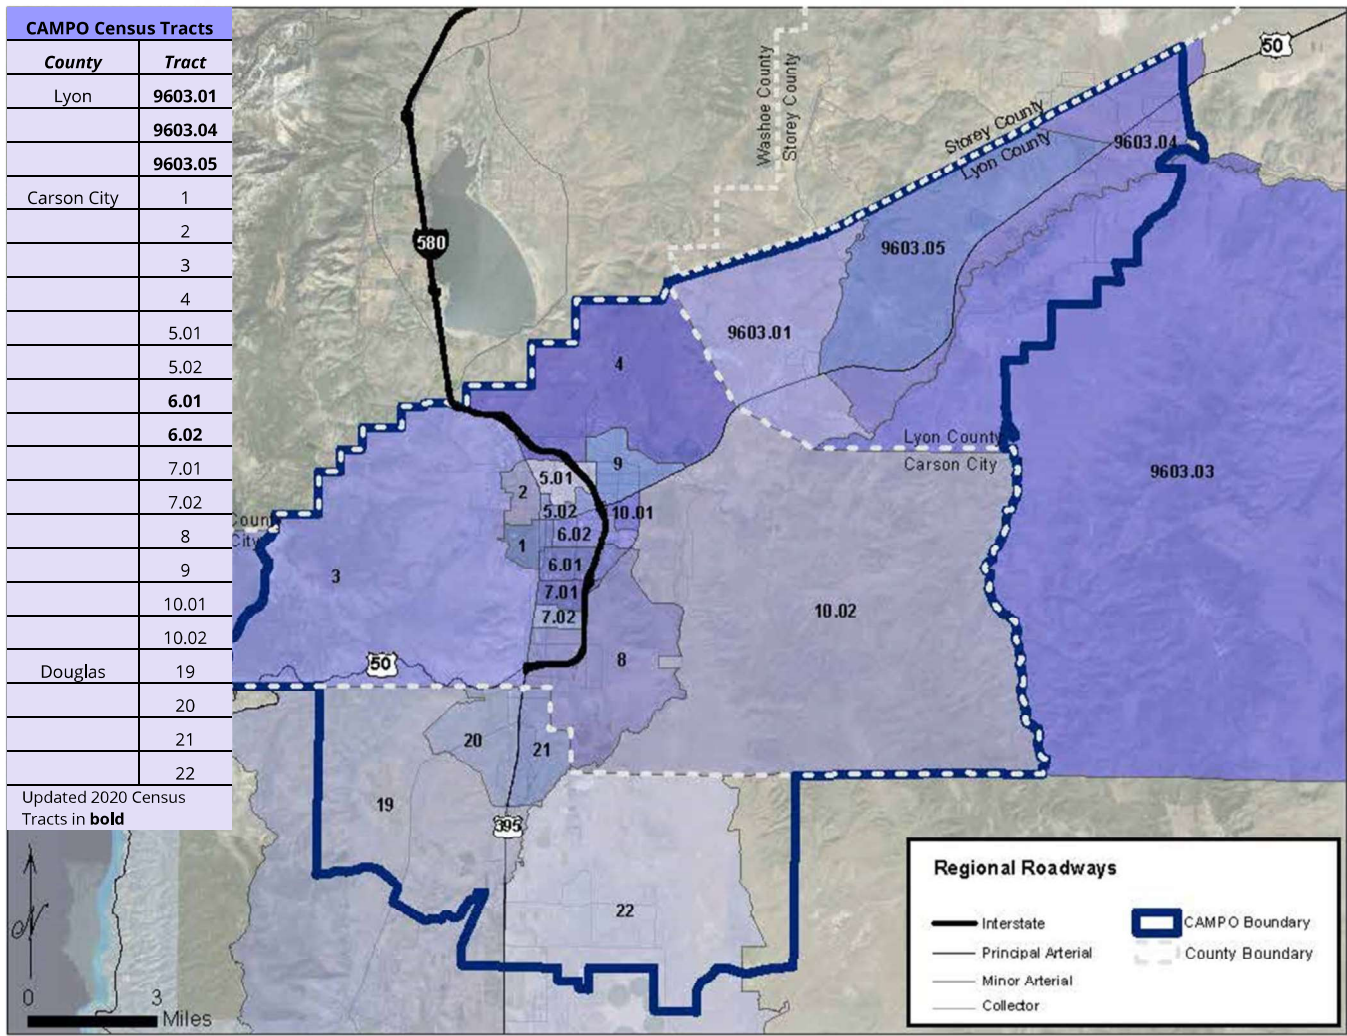 CAMPO Census Tracts
County Tract
Lyon 9603.01
9603.04
9603.05
Carson City 1
2
3
4
5.01
5.02
6.01
6.02
7.01
7.02
8
9
10.01
10.02
Douglas 19
20
21
22
Updated 2020 Census
Tracts in bold
50
Washoe County
Storey County
Storey County
Lyon County
9603.04
580
9603.05
9603.01
4
Lyon County
Carson City
9603.03
9
5.01
2
5.02
10.01
6.02
1
6.01
3
7.01
7.02
10.02
8
50
20
21
19
395
22
N
0 3
Miles
Regional Roadways
Interstate
Principal Arterial
Minor Arterial
Collector
CAMPO Boundary
County Boundary